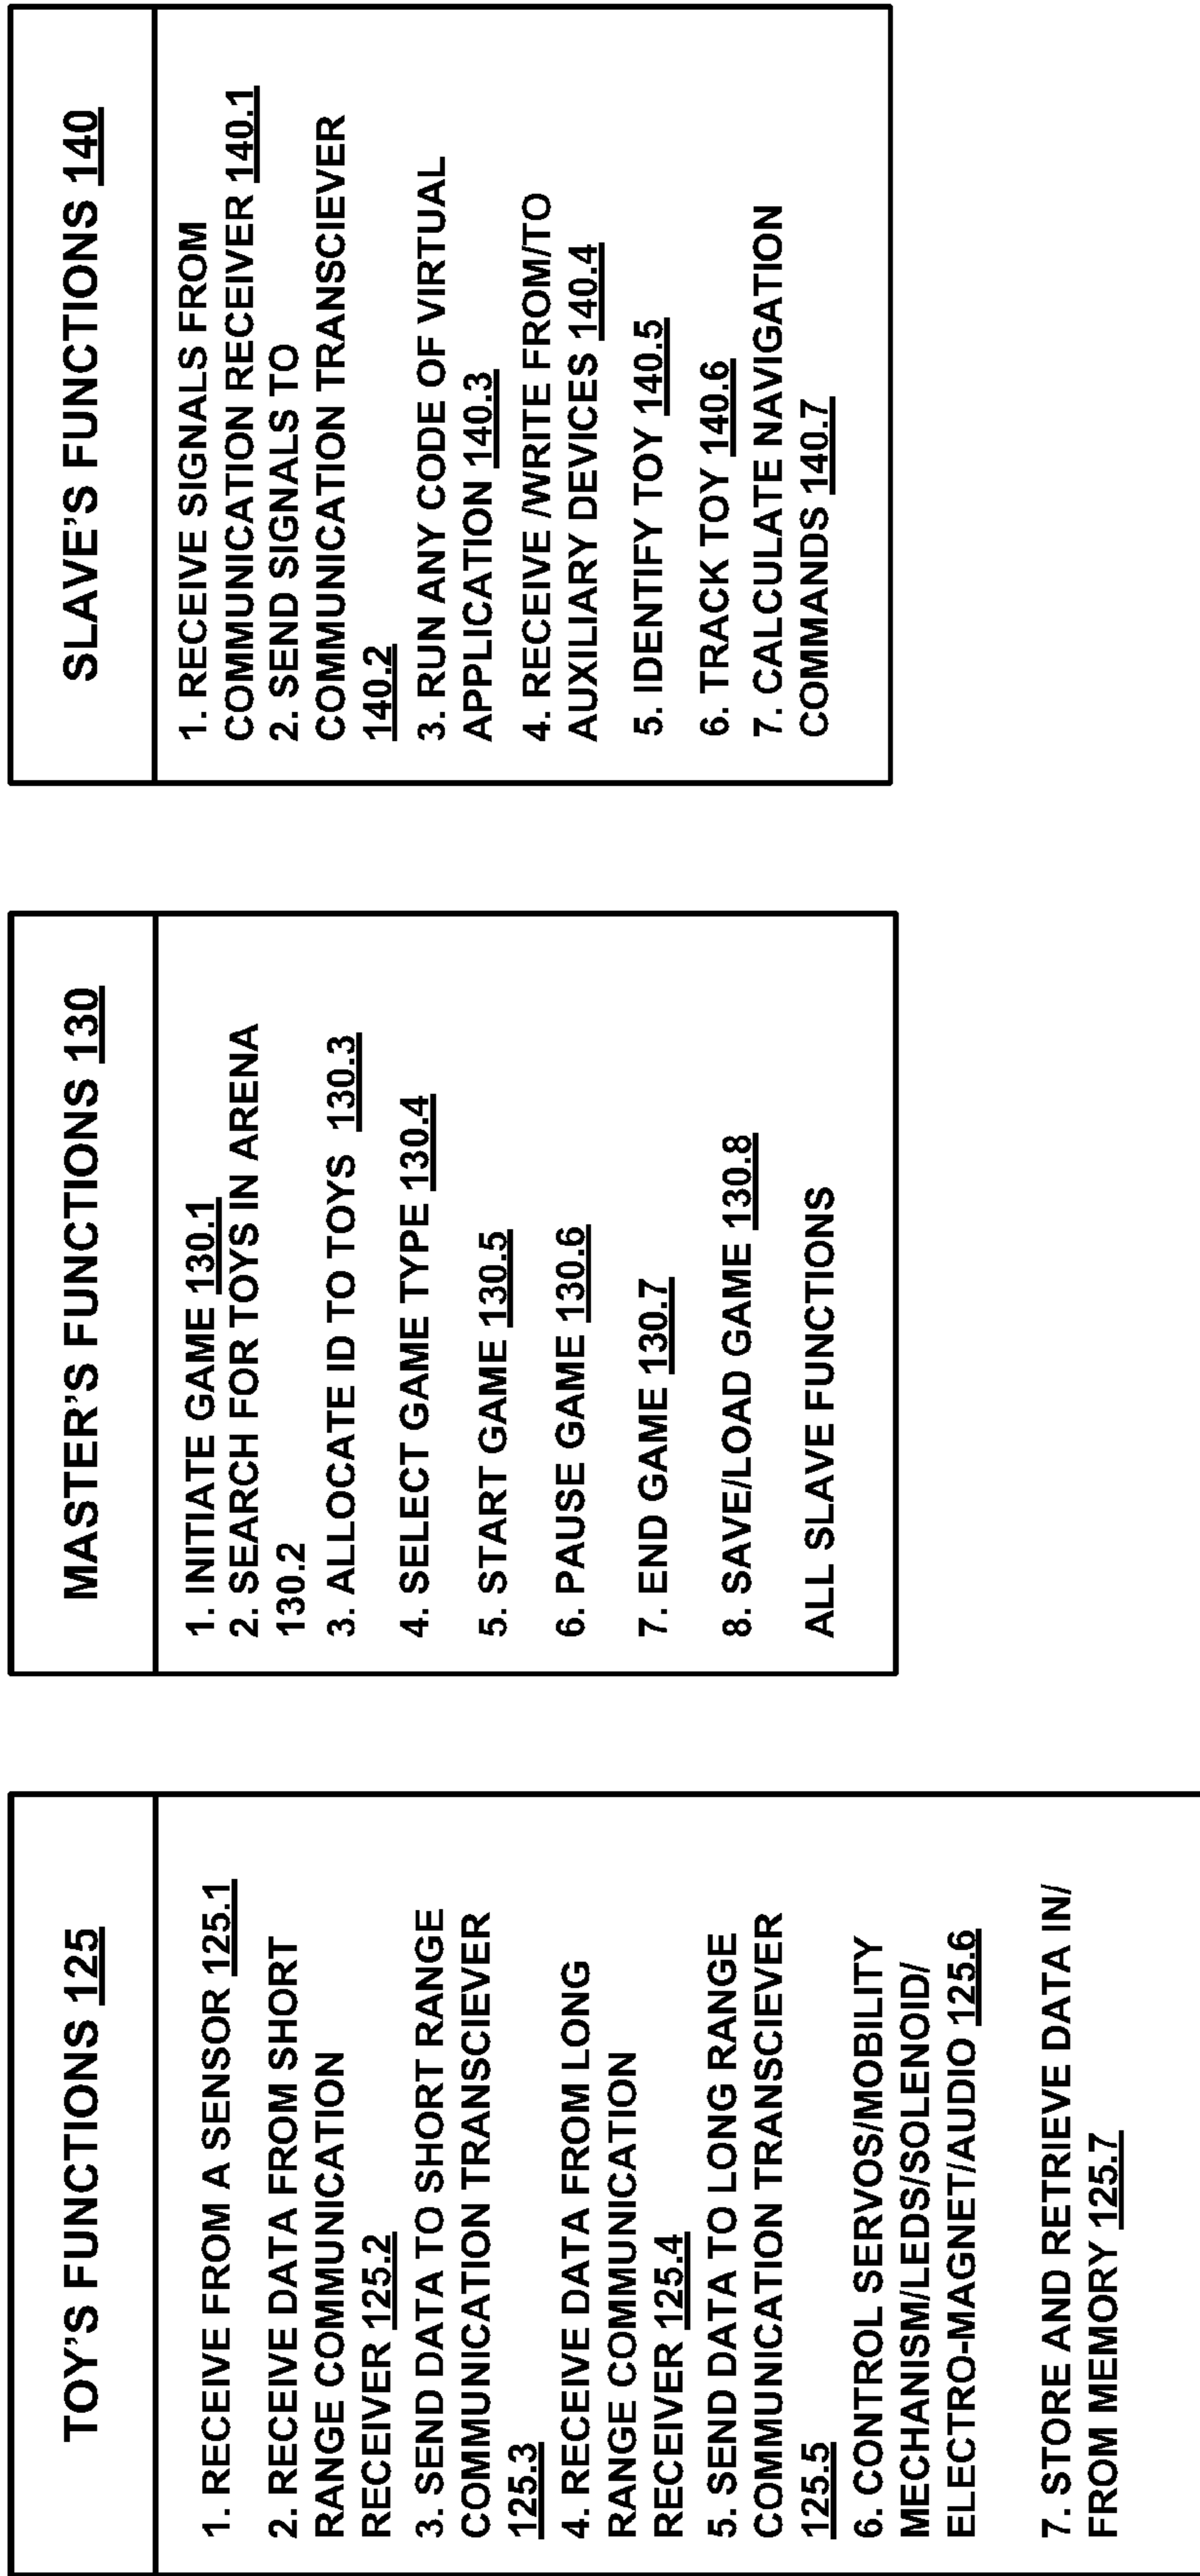 TOY'S FUNCTIONS 125
1. RECEIVE FROM A SENSOR 125.1
2. RECEIVE DATA FROM SHORT
RANGE COMMUNICATION
RECEIVER 125.2
3. SEND DATA TO SHORT RANGE
COMMUNICATION TRANSCIEVER
125.3
4. RECEIVE DATA FROM LONG
RANGE COMMUNICATION
RECEIVER 125.4
5. SEND DATA TO LONG RANGE
COMMUNICATION TRANSCIEVER
125.5
6. CONTROL SERVOS/MOBILITY
MECHANISM/LEDS/SOLENOID/
ELECTRO-MAGNET/AUDIO 125.6
7. STORE AND RETRIEVE DATA IN/
FROM MEMORY 125.7
MASTER'S FUNCTIONS 130
1. INITIATE GAME 130.1
2. SEARCH FOR TOYS IN ARENA
130.2
3. ALLOCATE ID TO TOYS 130.3
4. SELECT GAME TYPE 130.4
5. START GAME 130.5
6. PAUSE GAME 130.6
7. END GAME 130.7
8. SAVE/LOAD GAME 130.8
ALL SLAVE FUNCTIONS
SLAVE'S FUNCTIONS 140
1. RECEIVE SIGNALS FROM
COMMUNICATION RECEIVER 140.1
2. SEND SIGNALS TO
COMMUNICATION TRANSCIEVER
140.2
3. RUN ANY CODE OF VIRTUAL
APPLICATION 140.3
4. RECEIVE /WRITE FROM/TO
AUXILIARY DEVICES 140.4
5. IDENTIFY TOY 140.5
6. TRACK TOY 140.6
7. CALCULATE NAVIGATION
COMMANDS 140.7